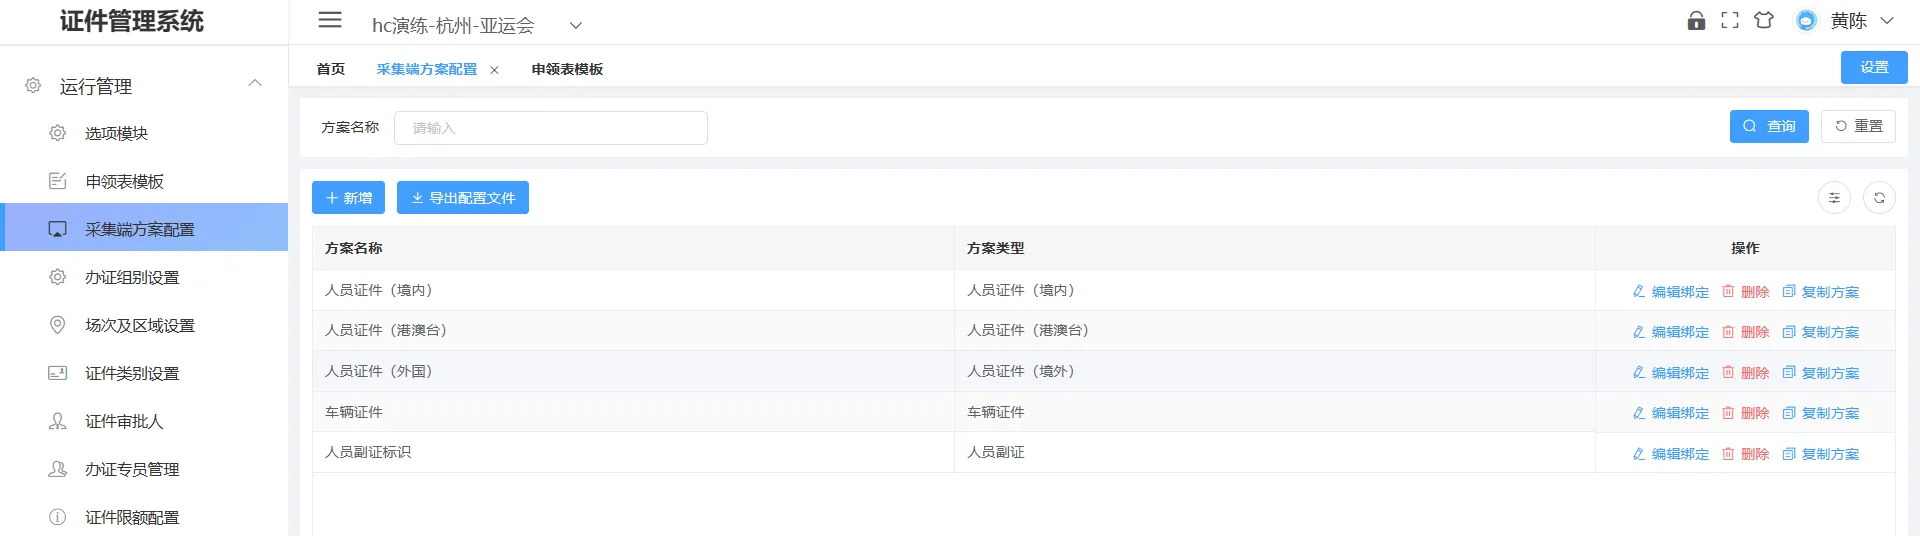 证件管理系统
hc演练-杭州-亚运会
黄陈
运行管理
选项模块
申领表模板
采集端方案配置
办证组别设置
场次及区域设置
证件类别设置
证件审批人
办证专员管理
证件限额配置
首页 采集端方案配置 申领表模板 设置
方案名称 请输入 查询 重置
新增 导出配置文件
方案名称 方案类型 操作
人员证件（境内） 人员证件（境内） 编辑绑定 删除 复制方案
人员证件（港澳台） 人员证件（港澳台） 编辑绑定 删除 复制方案
人员证件（外国） 人员证件（境外） 编辑绑定 删除 复制方案
车辆证件 车辆证件 编辑绑定 删除 复制方案
人员副证标识 人员副证 编辑绑定 删除 复制方案